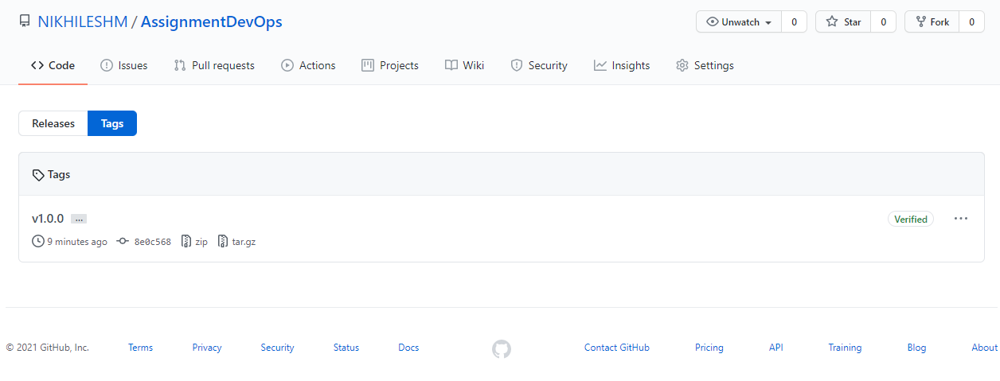 NIKHILESHM / AssignmentDevOps
Unwatch 0 Star 0 Fork 0
Code Issues Pull requests Actions Projects Wiki Security Insights Settings
Releases Tags
Tags
v1.0.0 ...
Verified ...
9 minutes ago 8e0c568 zip tar.gz
© 2021 GitHub, Inc. Terms Privacy Security Status Docs Contact GitHub Pricing API Training Blog About